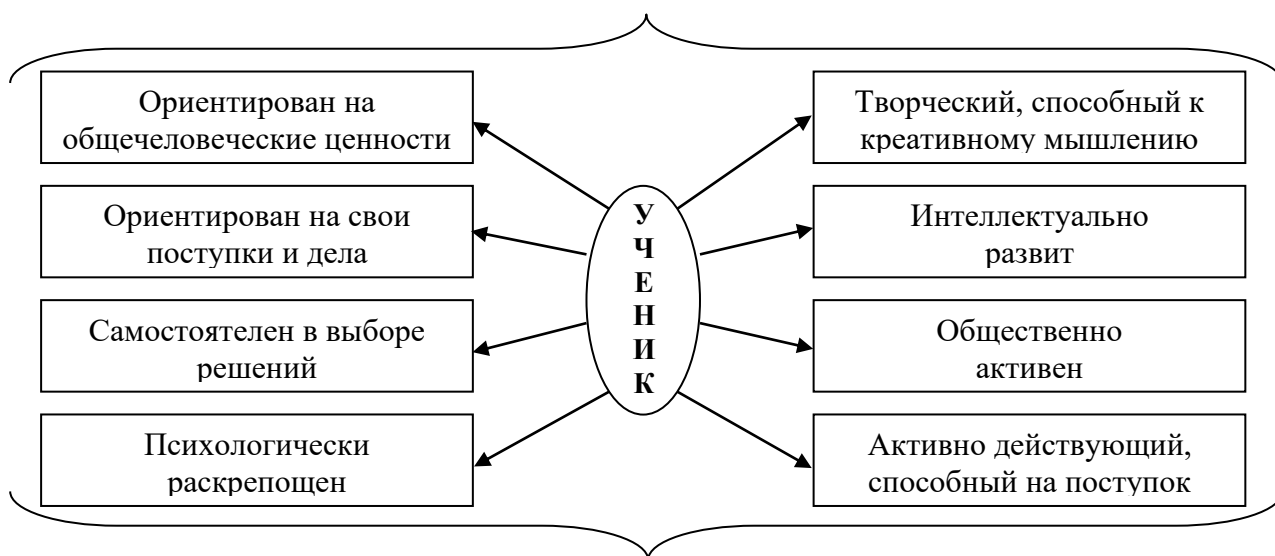 Ориентирован на
общечеловеческие ценности
Ориентирован на свои
поступки и дела
Самостоятелен в выборе
решений
Психологически
раскрепощен
У
Ч
Е
Н
И
К
Творческий, способный к
креативному мышлению
Интеллектуально
развит
Общественно
активен
Активно действующий,
способный на поступок